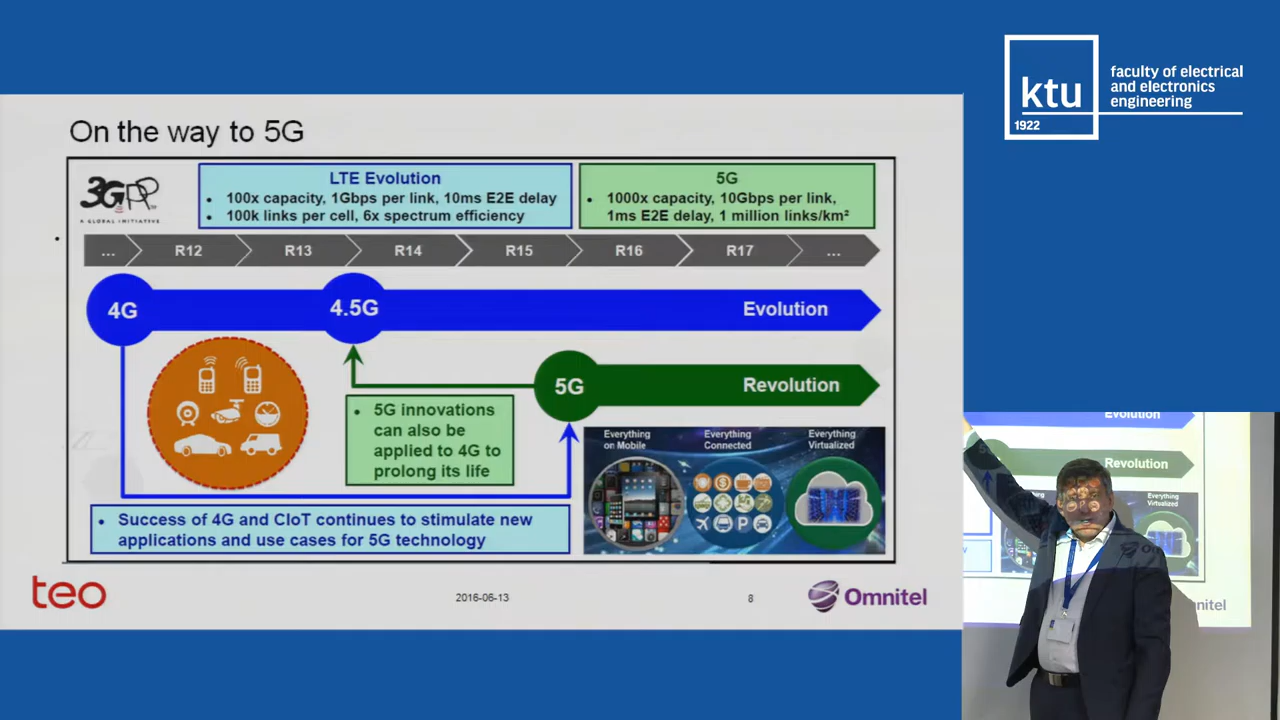 ktu
1922
faculty of electrical
and electronics
engineering
On the way to 5G
3GPP
A GLOBAL INITIATIVE
LTE Evolution
• 100x capacity, 1Gbps per link, 10ms E2E delay
• 100k links per cell, 6x spectrum efficiency
5G
• 1000x capacity, 10Gbps per link,
1ms E2E delay, 1 million links/km²
... R12 R13 R14 R15 R16 R17 ...
4G 4.5G Evolution
5G Revolution
• 5G innovations
can also be
applied to 4G to
prolong its life
Everything
on Mobile
Everything
Connected
Everything
Virtualized
P
• Success of 4G and CIoT continues to stimulate new
applications and use cases for 5G technology
teo
2016-06-13
8
Omnitel
Evolution
Revolution
Everything
Virtualized